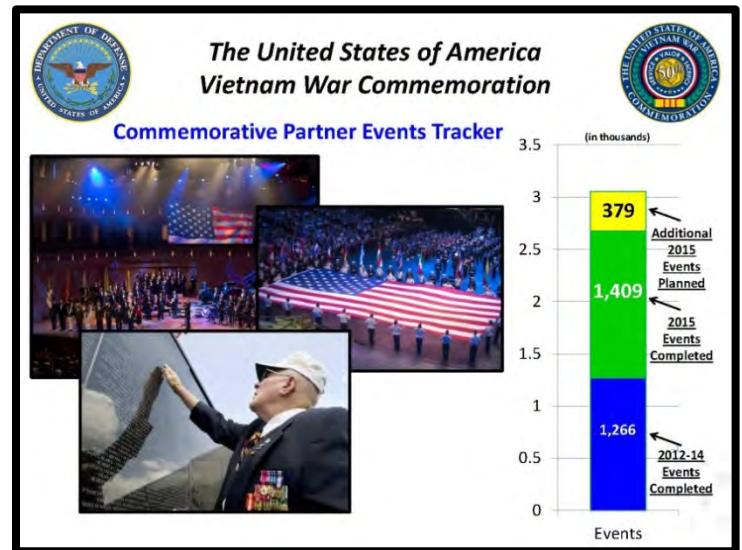 DEPARTMENT OF DEFENSE
UNITED STATES OF AMERICA
The United States of America
Vietnam War Commemoration
THE UNITED STATES OF AMERICA
VIETNAM WAR
SERVICE VALOR
50th
COMMEMORATION
Commemorative Partner Events Tracker
(in thousands)
3.5
3
2.5
2
1.5
1
0.5
0
379
1,409
1,266
Additional
2015
Events
Planned
2015
Events
Completed
2012-14
Events
Completed
Events